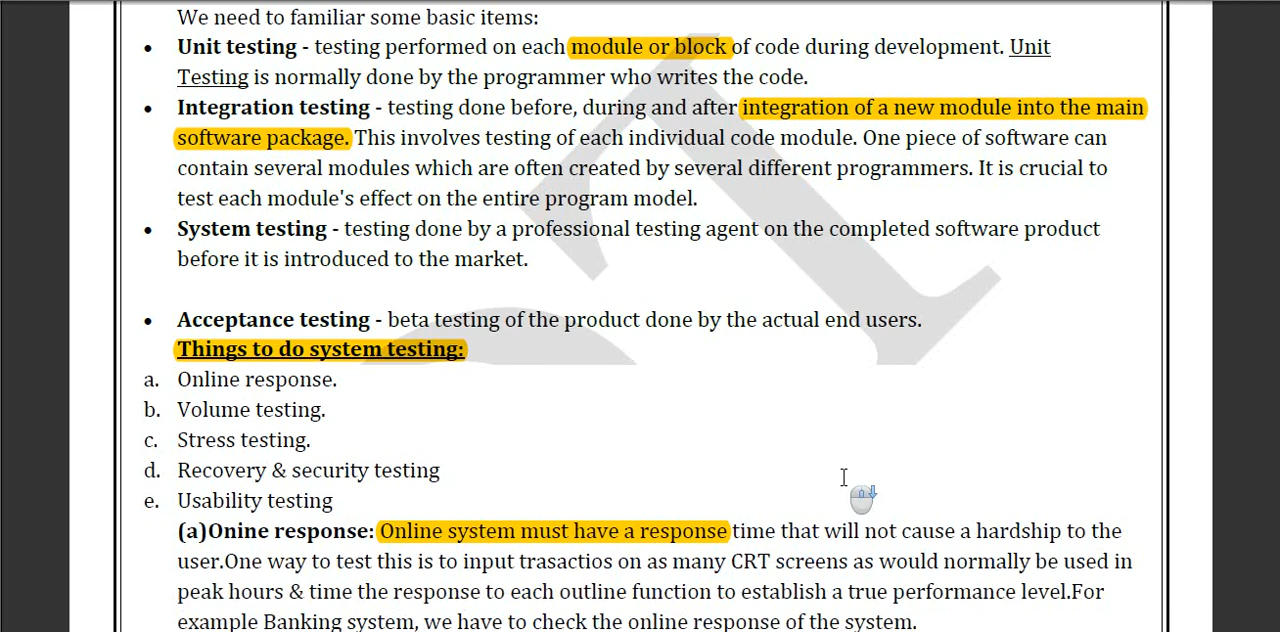 We need to familiar some basic items:
• Unit testing - testing performed on each module or block of code during development. Unit
Testing is normally done by the programmer who writes the code.
• Integration testing - testing done before, during and after integration of a new module into the main
software package. This involves testing of each individual code module. One piece of software can
contain several modules which are often created by several different programmers. It is crucial to
test each module's effect on the entire program model.
• System testing - testing done by a professional testing agent on the completed software product
before it is introduced to the market.
• Acceptance testing - beta testing of the product done by the actual end users.
Things to do system testing:
a. Online response.
b. Volume testing.
c. Stress testing.
d. Recovery & security testing
e. Usability testing
(a)Onine response: Online system must have a response time that will not cause a hardship to the
user.One way to test this is to input trasactios on as many CRT screens as would normally be used in
peak hours & time the response to each outline function to establish a true performance level.For
example Banking system, we have to check the online response of the system.